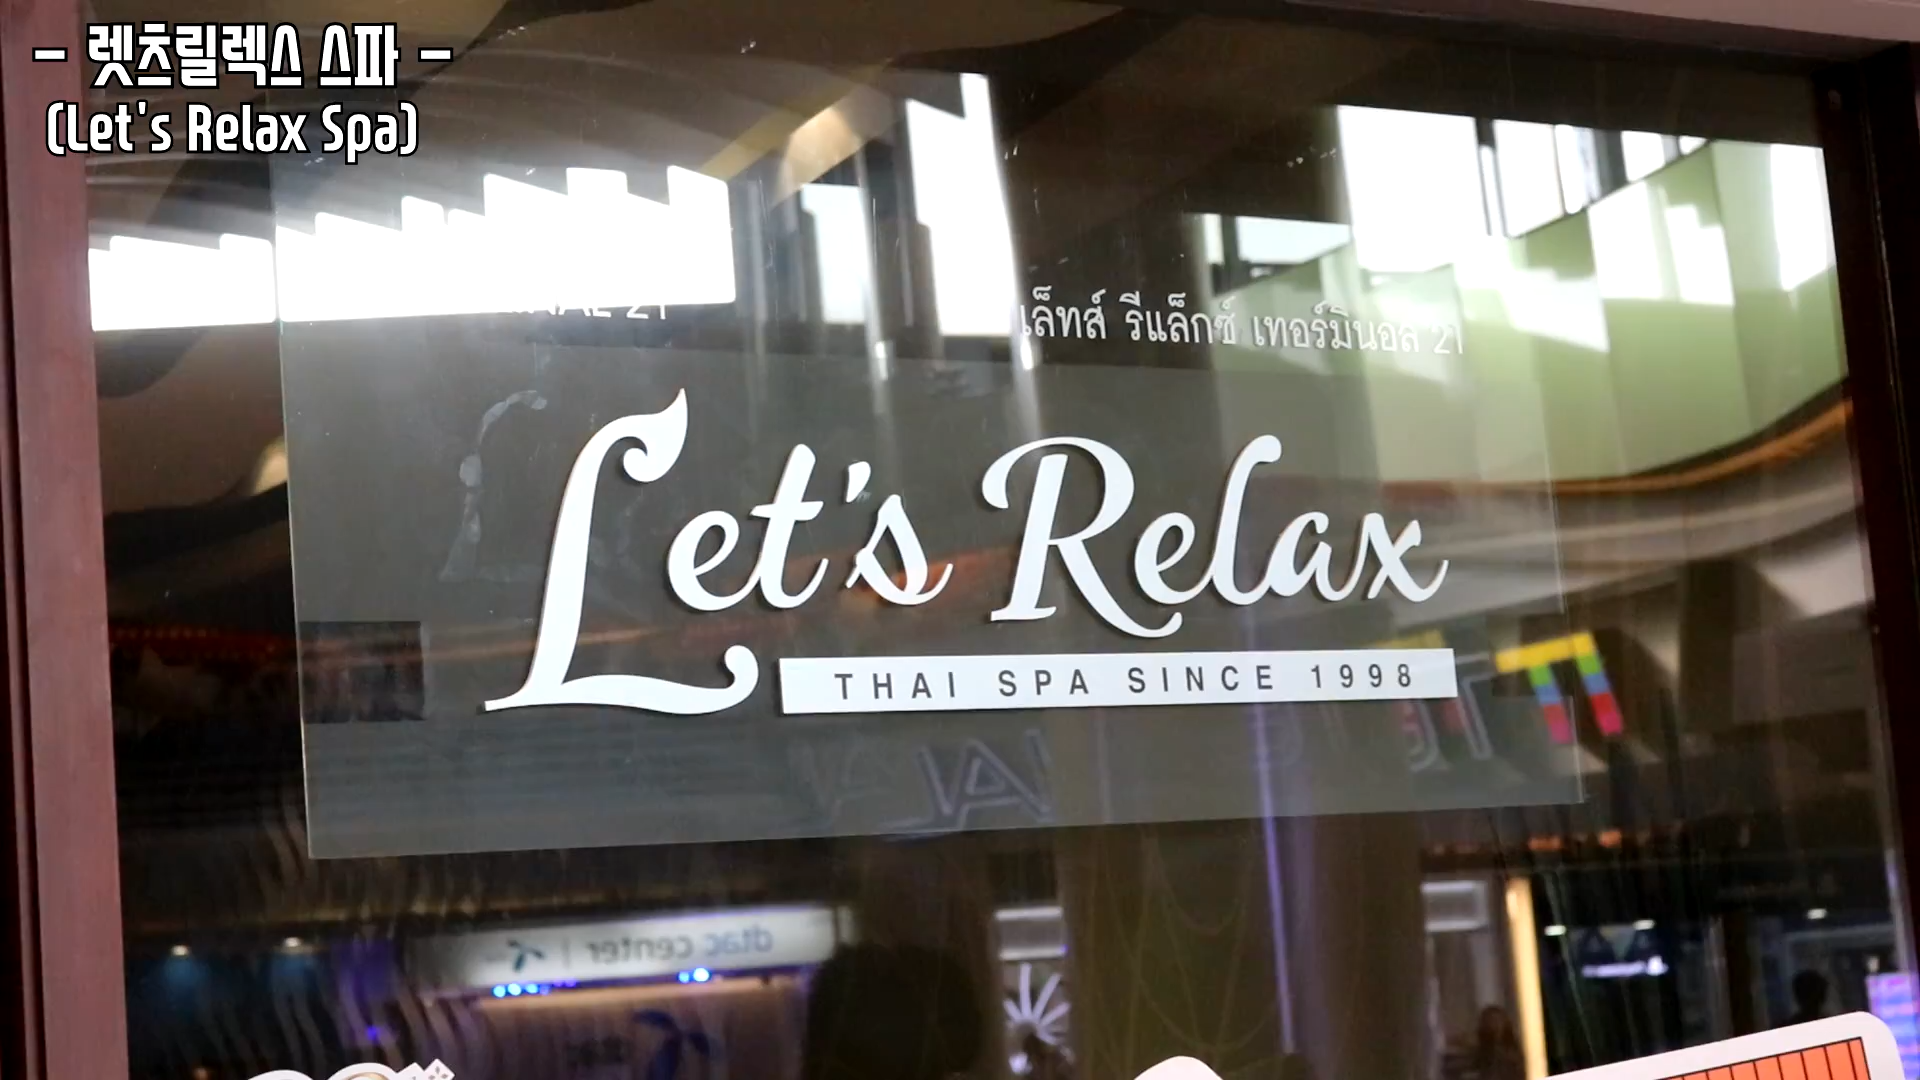 - 렛츠릴렉스 스파 -
(Let's Relax Spa)
21
เล็ทส์ รีแล็กซ์ เทอร์มินอล 21
Let's Relax
THAI SPA SINCE 1998
dtac center